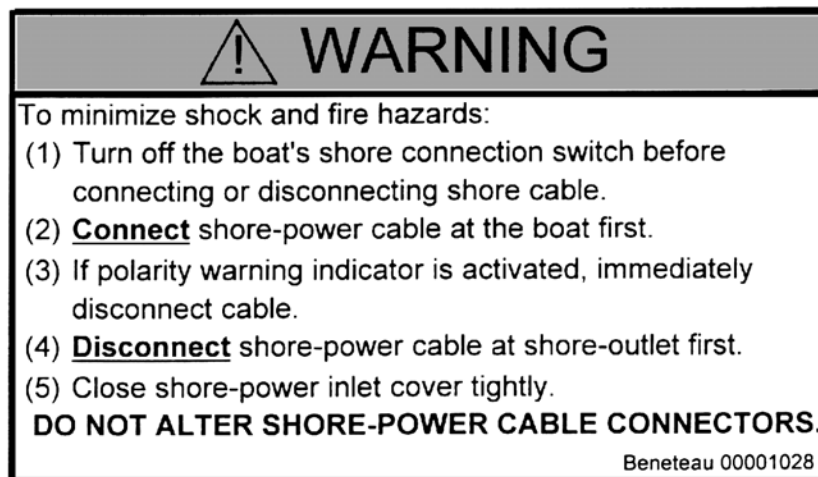 WARNING
To minimize shock and fire hazards:
(1) Turn off the boat's shore connection switch before
connecting or disconnecting shore cable.
(2) Connect shore-power cable at the boat first.
(3) If polarity warning indicator is activated, immediately
disconnect cable.
(4) Disconnect shore-power cable at shore-outlet first.
(5) Close shore-power inlet cover tightly.
DO NOT ALTER SHORE-POWER CABLE CONNECTORS.
Beneteau 00001028